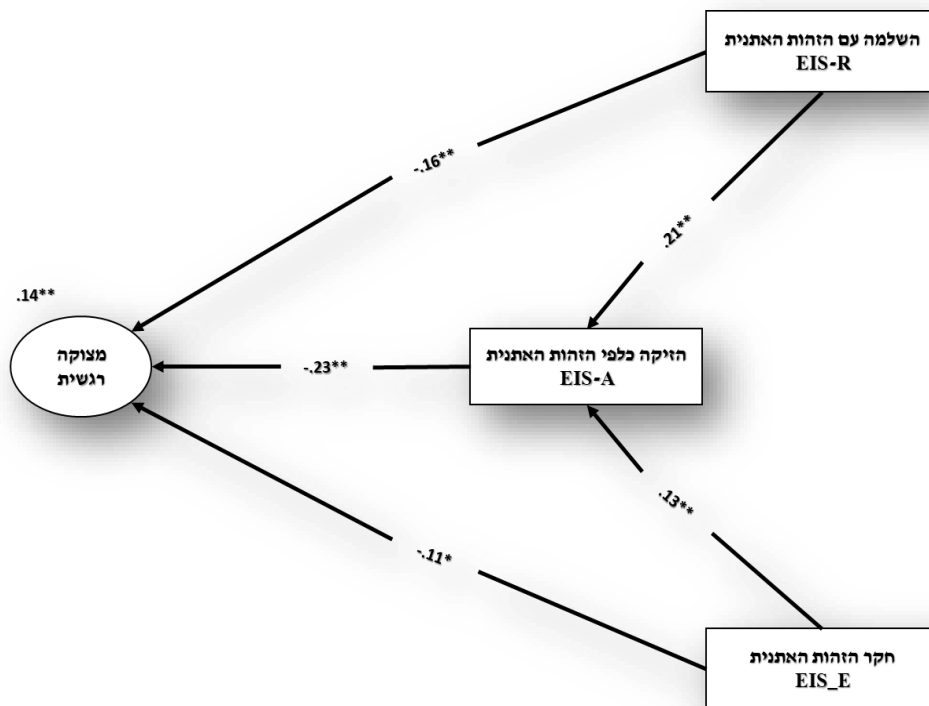 השלמה עם הזהות האתנית
EIS-R
-.16**
.21**
.14**
מצוקה
רגשית
-.23**
הזיקה כלפי הזהות האתנית
EIS-A
.13**
-.11*
חקר הזהות האתנית
EIS_E